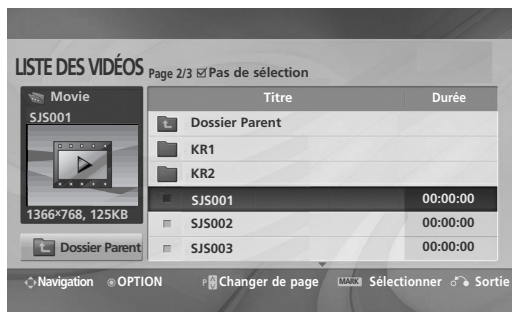 LISTE DES VIDÉOS Page 2/3 ☑ Pas de sélection
Movie
SJS001
1366×768, 125KB
Dossier Parent
Titre Durée
Dossier Parent
KR1
KR2
SJS001 00:00:00
SJS002 00:00:00
SJS003 00:00:00
Navigation OPTION P Changer de page MARK Sélectionner Sortie